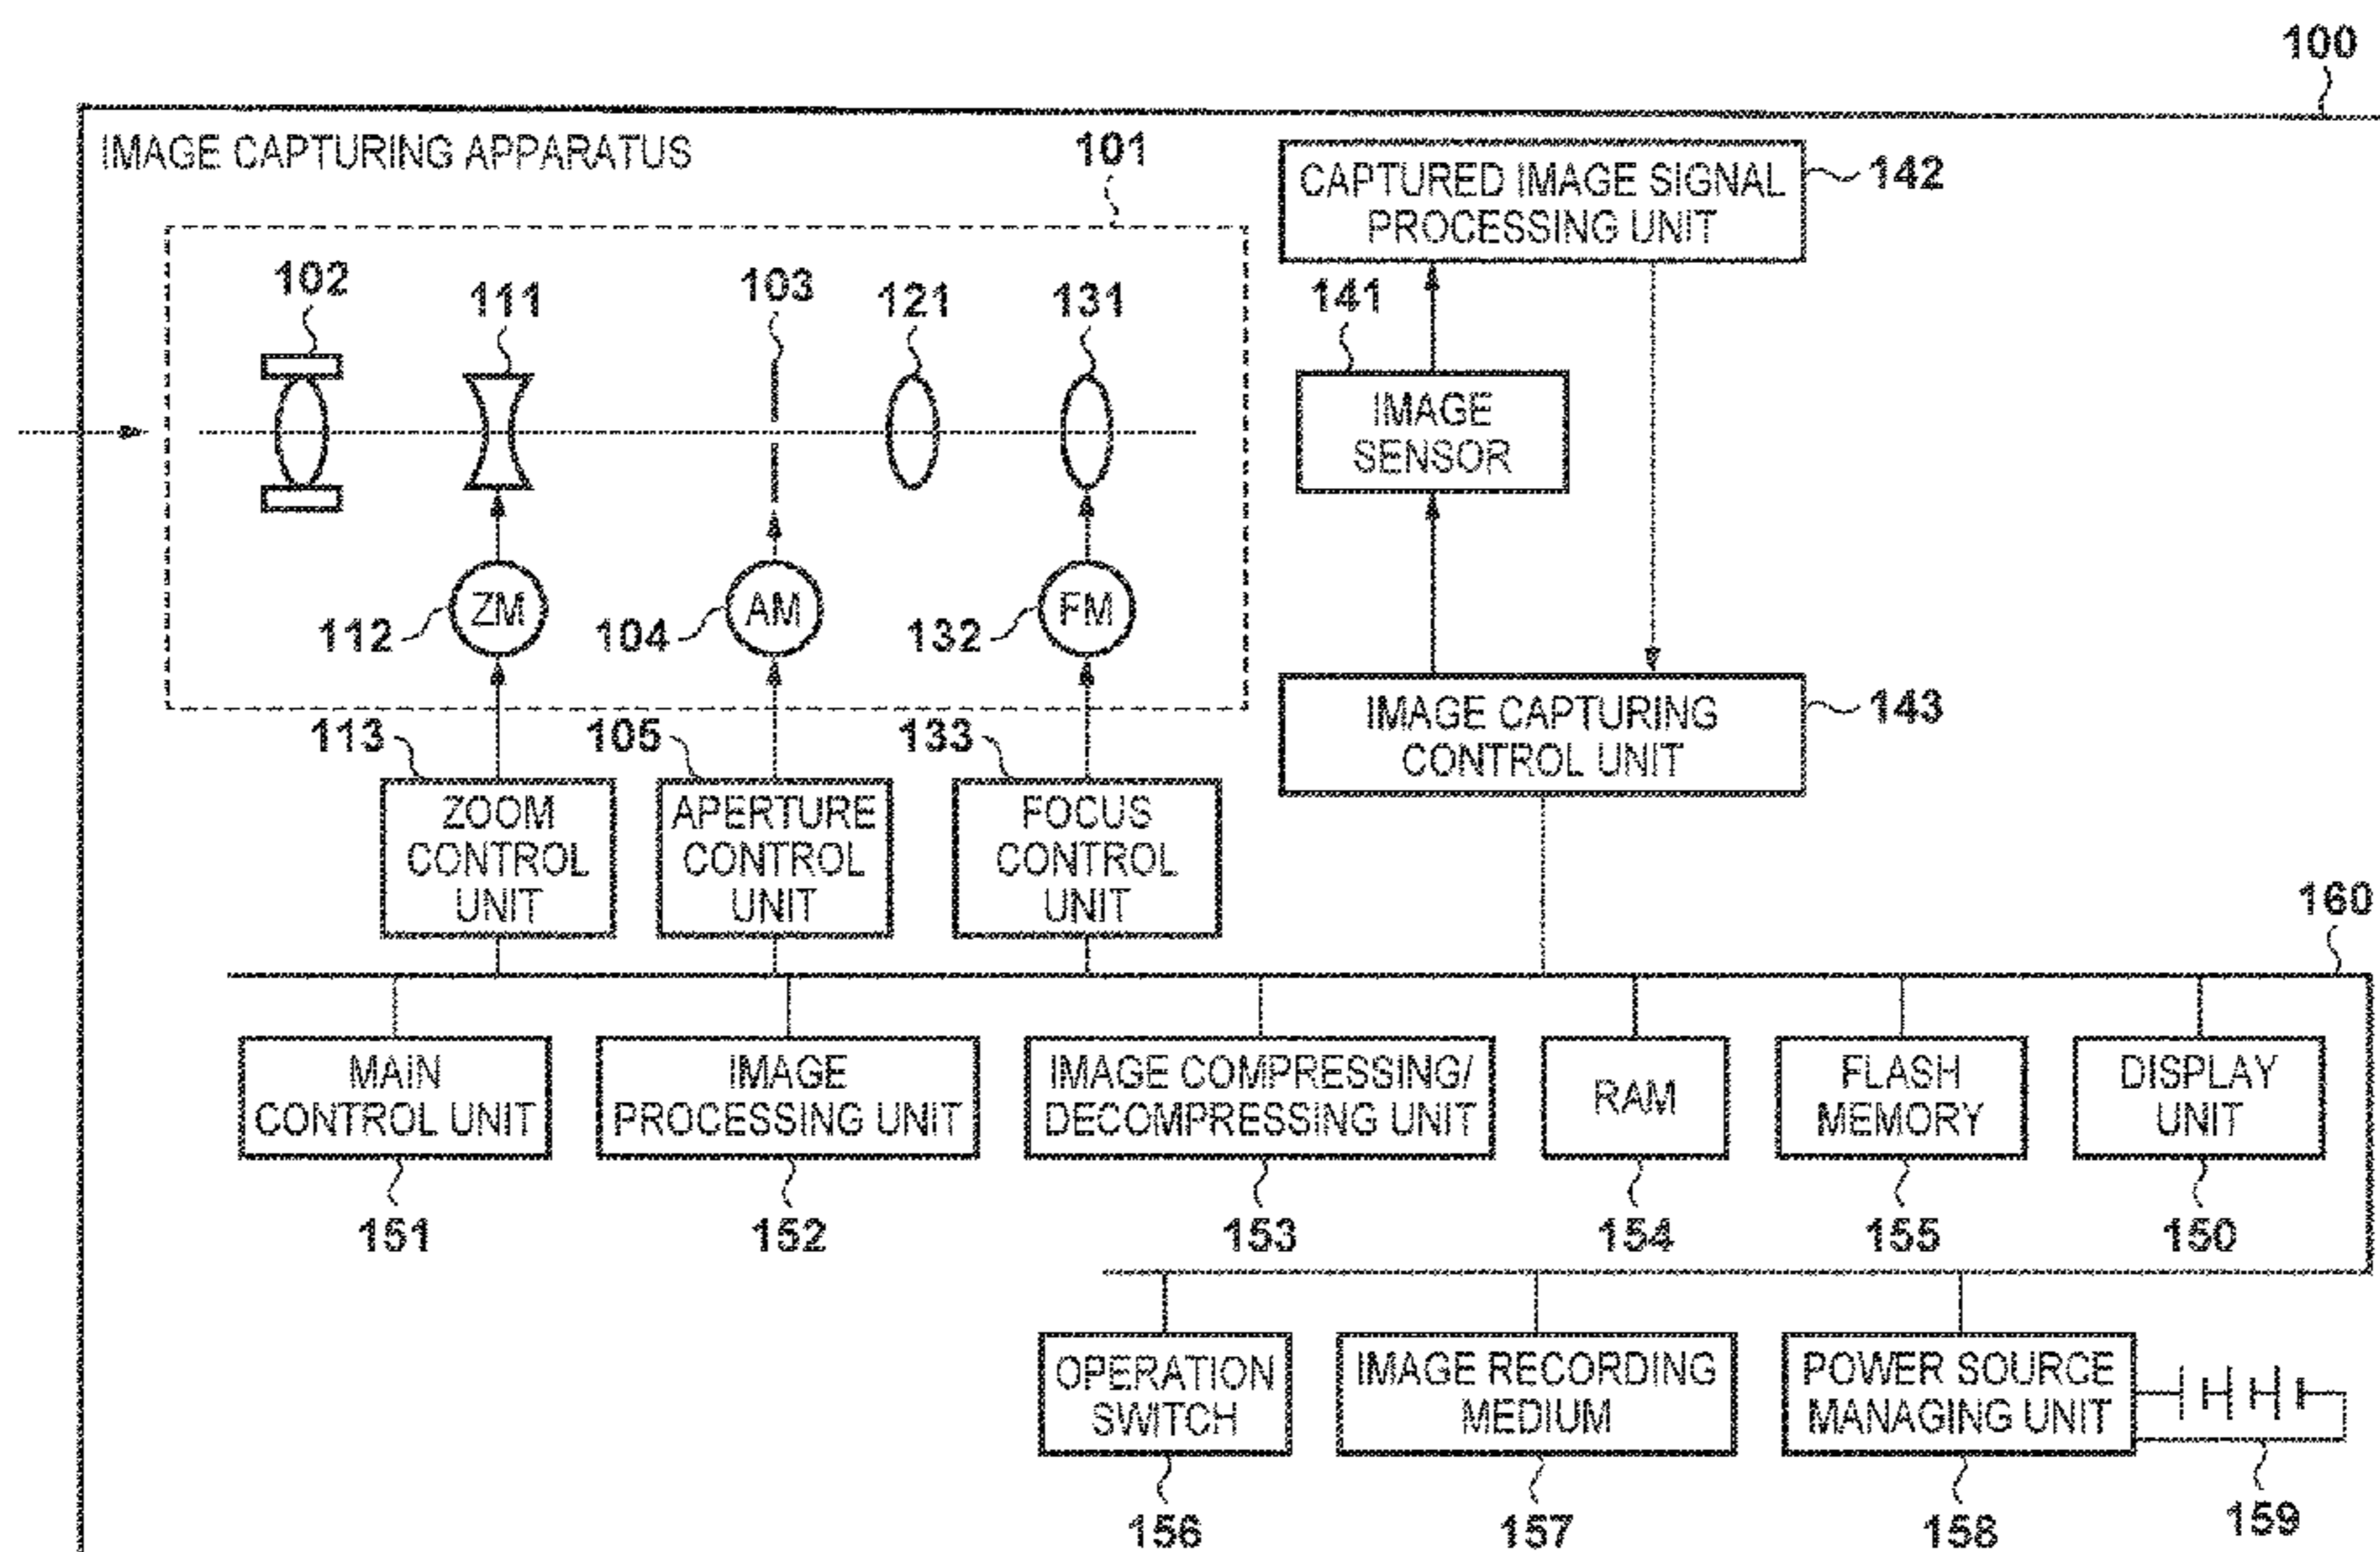 100
IMAGE CAPTURING APPARATUS
101
CAPTURED IMAGE SIGNAL
PROCESSING UNIT
142
102
111
103
121
131
141
IMAGE
SENSOR
ZM
AM
FM
112
104
132
113
105
133
IMAGE CAPTURING
CONTROL UNIT
143
ZOOM
CONTROL
UNIT
APERTURE
CONTROL
UNIT
FOCUS
CONTROL
UNIT
160
MAIN
CONTROL UNIT
IMAGE
PROCESSING UNIT
IMAGE COMPRESSING/
DECOMPRESSING UNIT
RAM
FLASH
MEMORY
DISPLAY
UNIT
151
152
153
154
155
150
OPERATION
SWITCH
IMAGE RECORDING
MEDIUM
POWER SOURCE
MANAGING UNIT
156
157
158
159